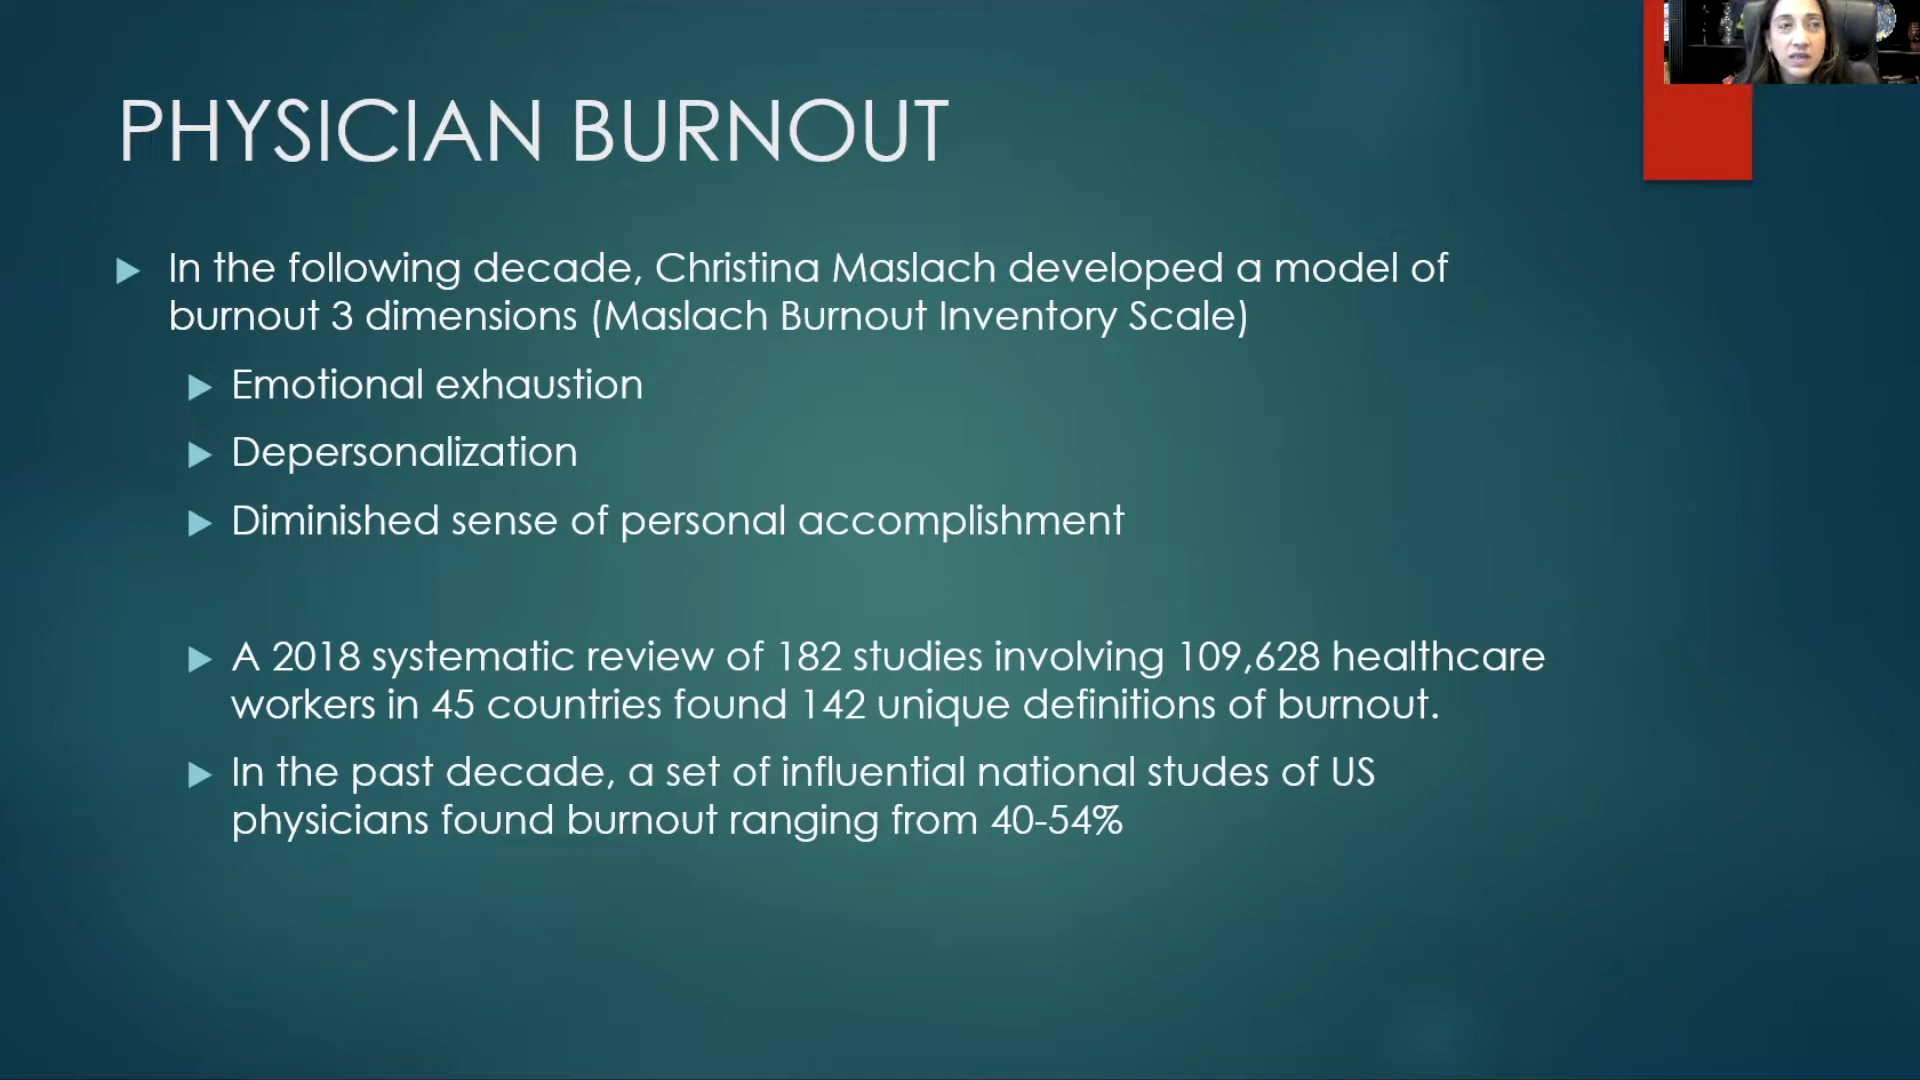 PHYSICIAN BURNOUT
In the following decade, Christina Maslach developed a model of
burnout 3 dimensions (Maslach Burnout Inventory Scale)
Emotional exhaustion
Depersonalization
Diminished sense of personal accomplishment
A 2018 systematic review of 182 studies involving 109,628 healthcare
workers in 45 countries found 142 unique definitions of burnout.
In the past decade, a set of influential national studes of US
physicians found burnout ranging from 40-54%